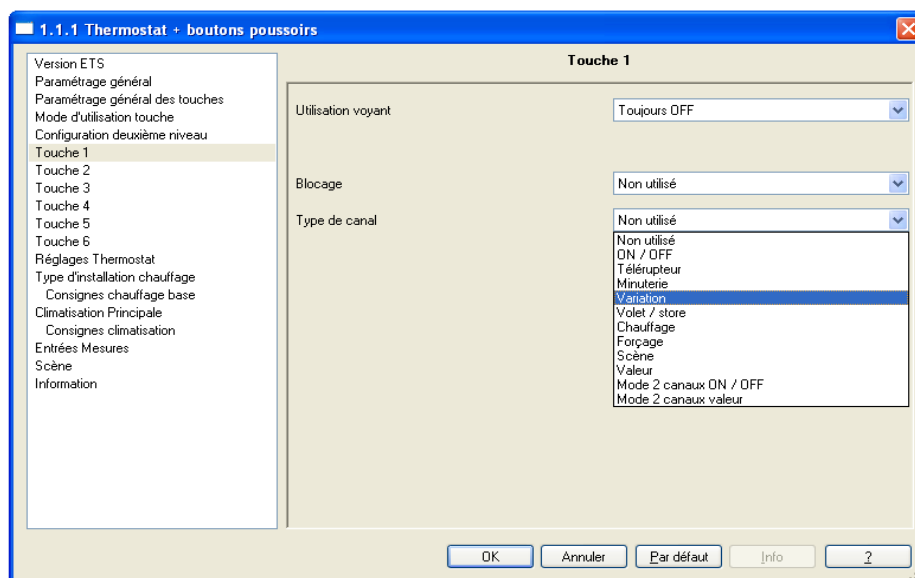 1.1.1 Thermostat + boutons poussoirs
Version ETS
Paramétrage général
Paramétrage général des touches
Mode d'utilisation touche
Configuration deuxième niveau
Touche 1
Touche 2
Touche 3
Touche 4
Touche 5
Touche 6
Réglages Thermostat
Type d'installation chauffage
Consignes chauffage base
Climatisation Principale
Consignes climatisation
Entrées Mesures
Scène
Information
Touche 1
Utilisation voyant Toujours OFF
Blocage Non utilisé
Type de canal Non utilisé
Non utilisé
ON / OFF
Télérupteur
Minuterie
Variation
Volet / store
Chauffage
Forçage
Scène
Valeur
Mode 2 canaux ON / OFF
Mode 2 canaux valeur
OK Annuler Par défaut Info ?